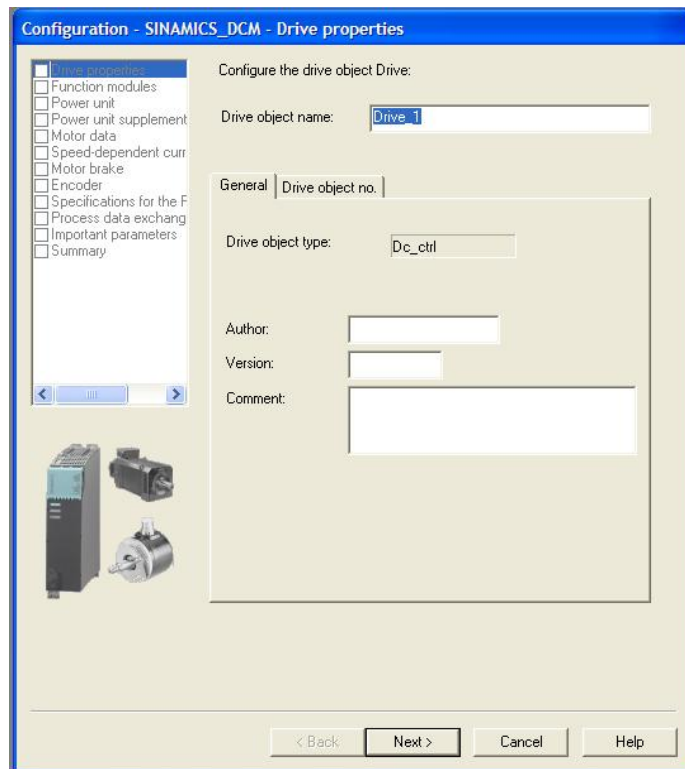 Configuration - SINAMICS_DCM - Drive properties
Drive properties
Function modules
Power unit
Power unit supplement
Motor data
Speed-dependent curr
Motor brake
Encoder
Specifications for the F
Process data exchang
Important parameters
Summary
Configure the drive object Drive:
Drive object name: Drive_1
General Drive object no.
Drive object type: Dc_ctrl
Author:
Version:
Comment:
< Back Next > Cancel Help